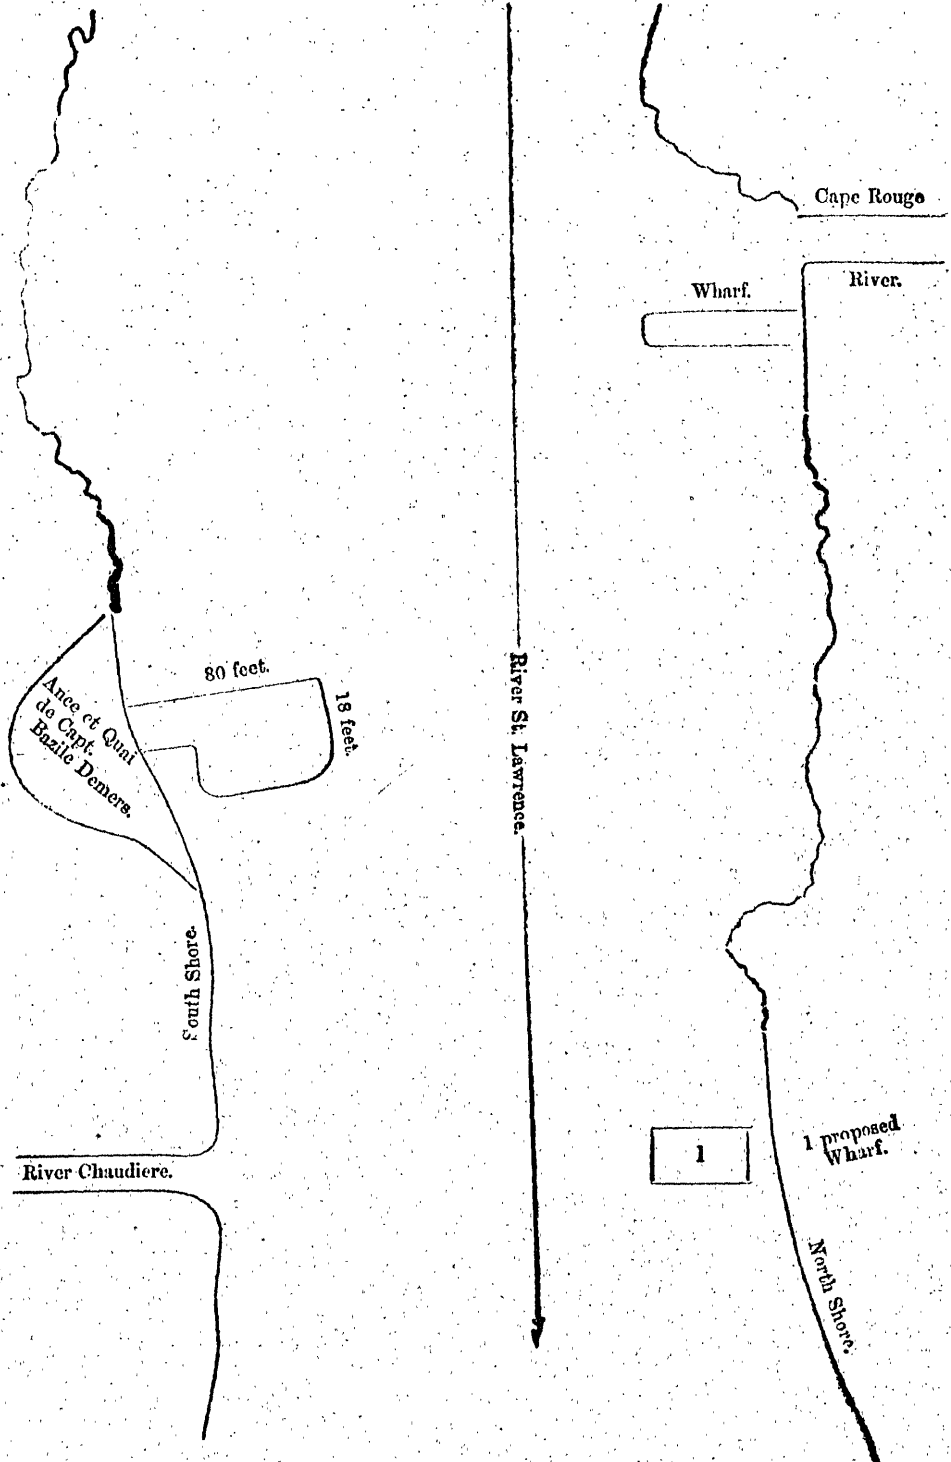 Cape Rouge
River.
Wharf.
80 feet.
18 feet.
Ance et Quai
de Capt.
Bazile Demers.
River St. Lawrence.
South Shore.
River Chaudiere.
1
1 proposed
Wharf.
North Shore.